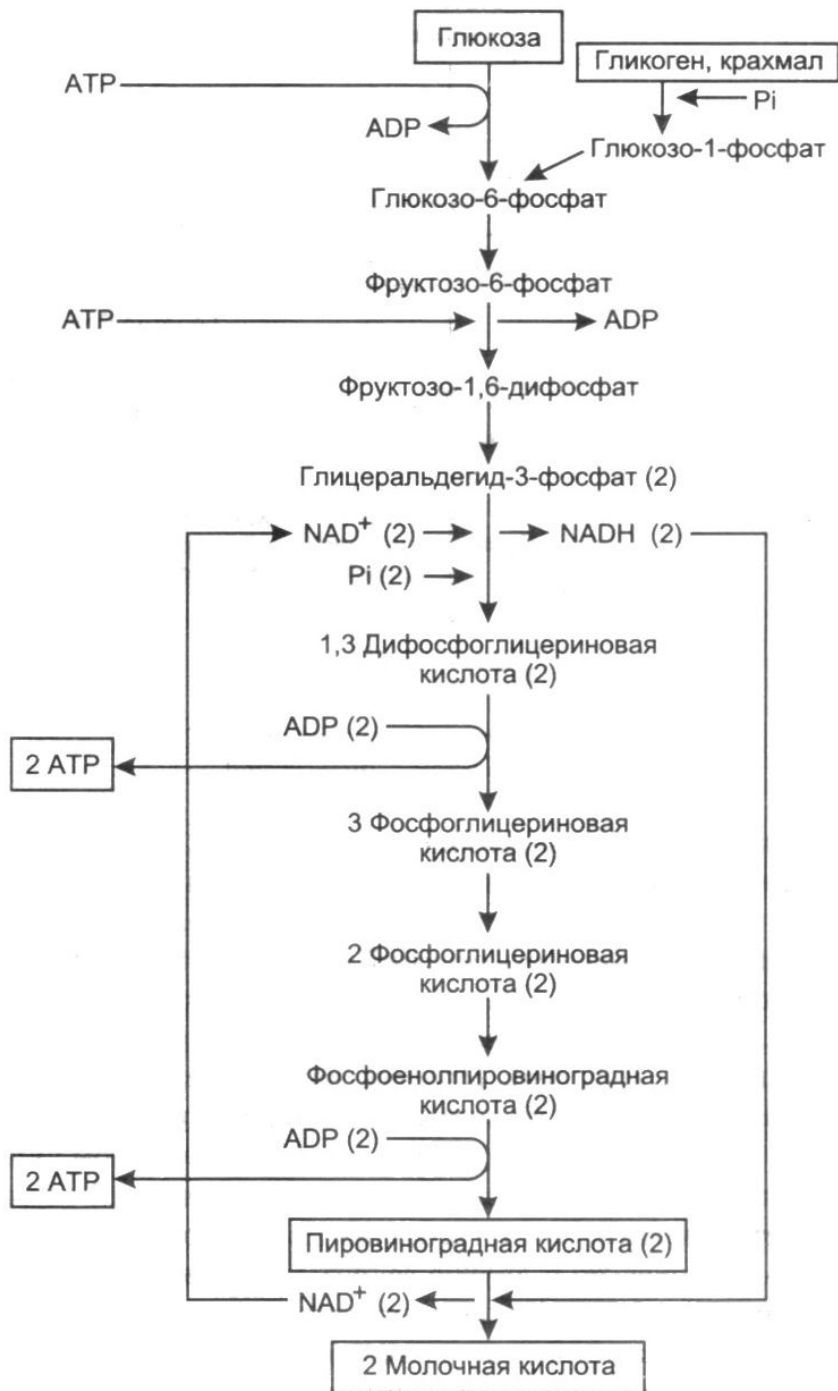 Глюкоза
Гликоген, крахмал
ATP
Pi
ADP
Глюкозо-1-фосфат
Глюкозо-6-фосфат
Фруктозо-6-фосфат
ATP
ADP
Фруктозо-1,6-дифосфат
Глицеральдегид-3-фосфат (2)
NAD⁺ (2)
NADH (2)
Pi (2)
1,3 Дифосфоглицериновая
кислота (2)
ADP (2)
2 ATP
3 Фосфоглицериновая
кислота (2)
2 Фосфоглицериновая
кислота (2)
Фосфоенолпировиноградная
кислота (2)
ADP (2)
2 ATP
Пировиноградная кислота (2)
NAD⁺ (2)
2 Молочная кислота